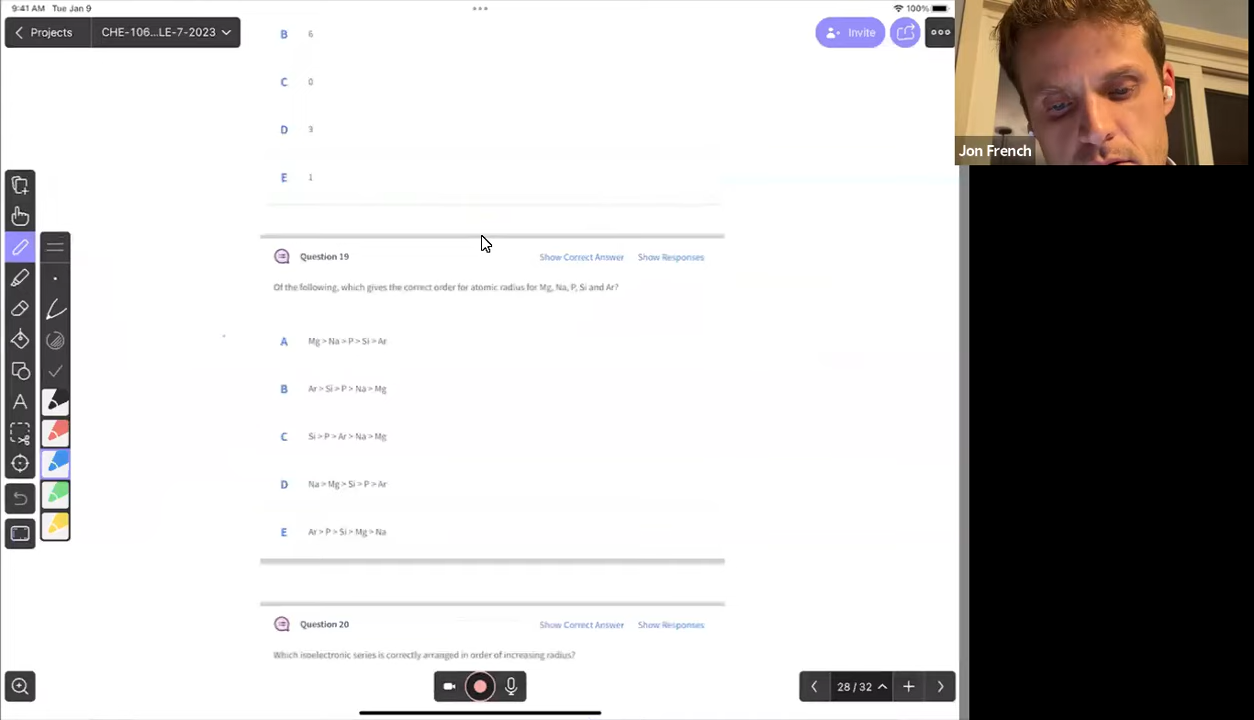 9:41 AM Tue Jan 9
100%
Projects
CHE-106...LE-7-2023
Invite
Jon French
B 6
C 0
D 3
E 1
Question 19
Show Correct Answer
Show Responses
Of the following, which gives the correct order for atomic radius for Mg, Na, P, Si and Ar?
A Mg > Na > P > Si > Ar
B Ar > Si > P > Na > Mg
C Si > P > Ar > Na > Mg
D Na > Mg > Si > P > Ar
E Ar > P > Si > Mg > Na
Question 20
Show Correct Answer
Show Responses
Which isoelectronic series is correctly arranged in order of increasing radius?
A
28 / 32